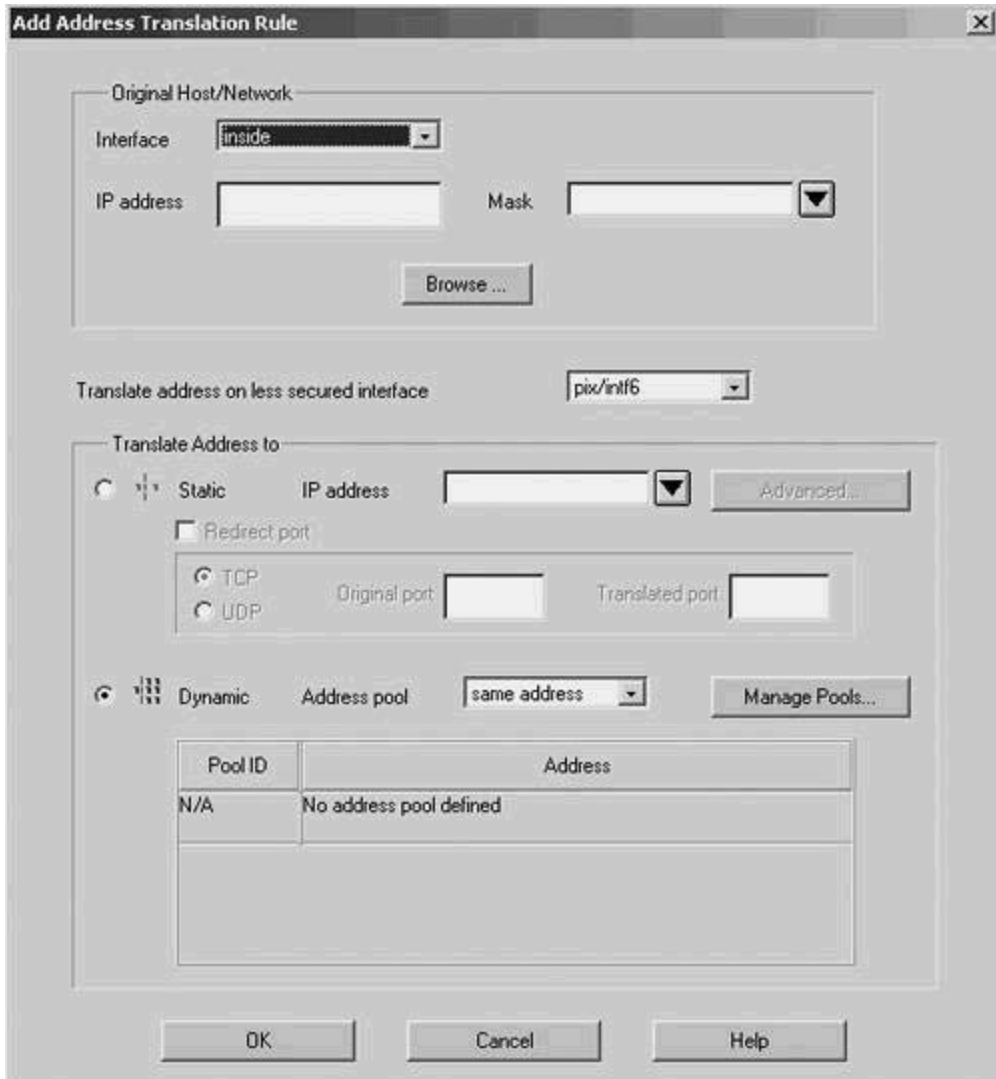 Add Address Translation Rule
Original Host/Network
Interface inside
IP address Mask
Browse ...
Translate address on less secured interface pix/intf6
Translate Address to
Static IP address Advanced...
Redirect port
TCP
Original port Translated port
UDP
Dynamic Address pool same address Manage Pools...
Pool ID Address
N/A No address pool defined
OK Cancel Help